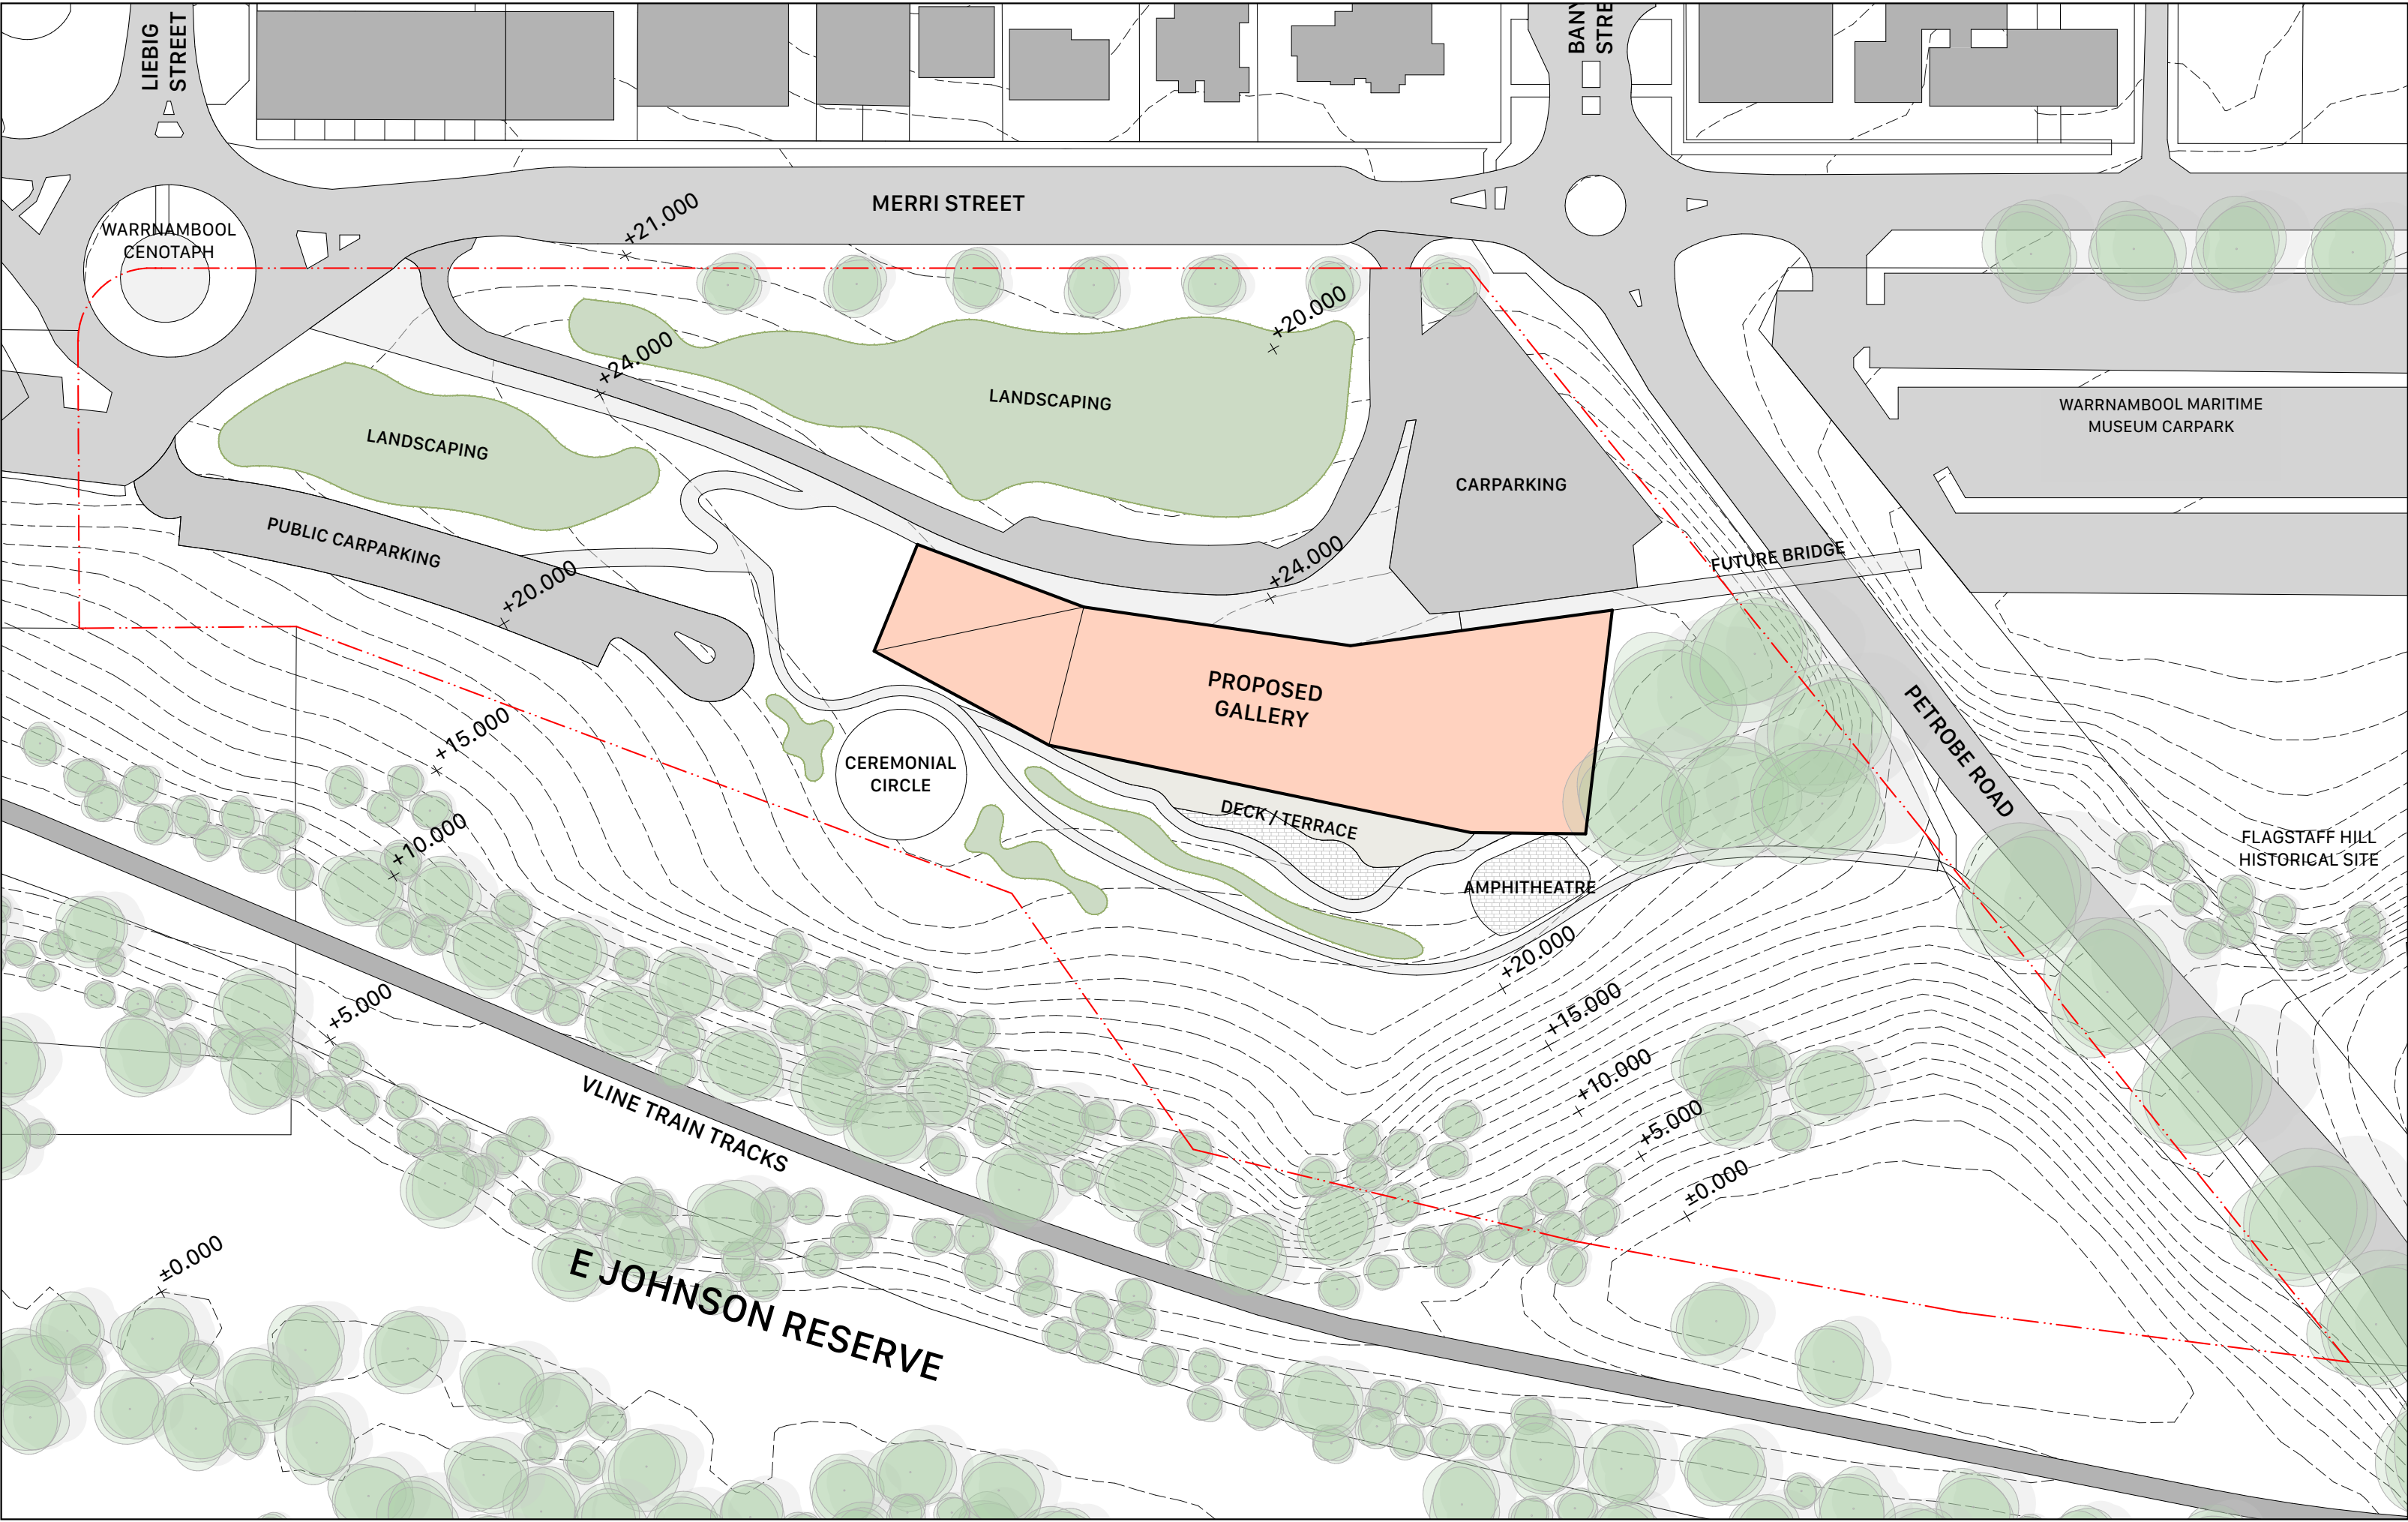 LIEBIG
STREET
BANY
STRE
MERRI STREET
WARRNAMBOOL
CENOTAPH
+21.000
+20.000
+24.000
LANDSCAPING
LANDSCAPING
WARRNAMBOOL MARITIME
MUSEUM CARPARK
CARPARKING
PUBLIC CARPARKING
+20.000
+24.000
FUTURE BRIDGE
PROPOSED
GALLERY
PETROBE ROAD
+15.000
CEREMONIAL
CIRCLE
DECK / TERRACE
+10.000
FLAGSTAFF HILL
HISTORICAL SITE
AMPHITHEATRE
+20.000
+5.000
+15.000
+10.000
+5.000
±0.000
VLINE TRAIN TRACKS
±0.000
E JOHNSON RESERVE